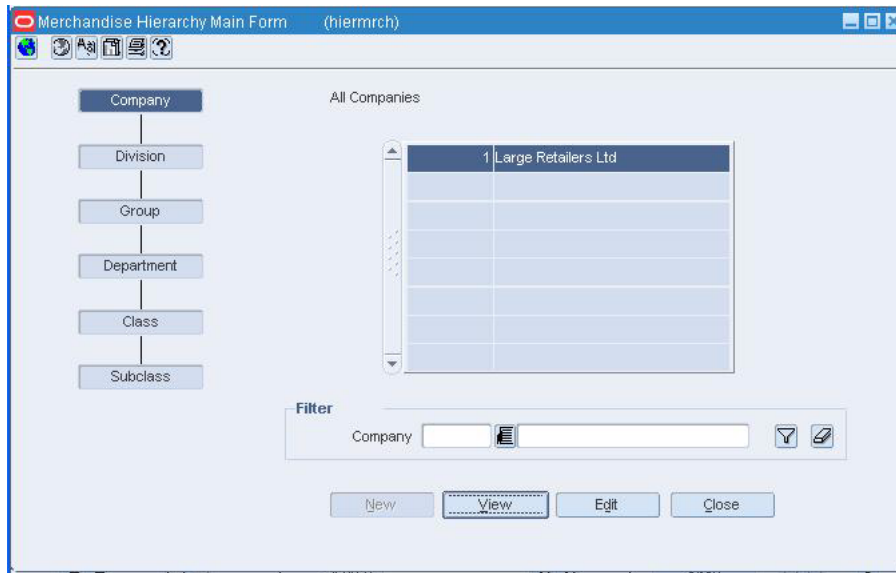 Merchandise Hierarchy Main Form (hiermrch)
Company
All Companies
1 Large Retailers Ltd
Division
Group
Department
Class
Subclass
Filter
Company
New View Edit Close